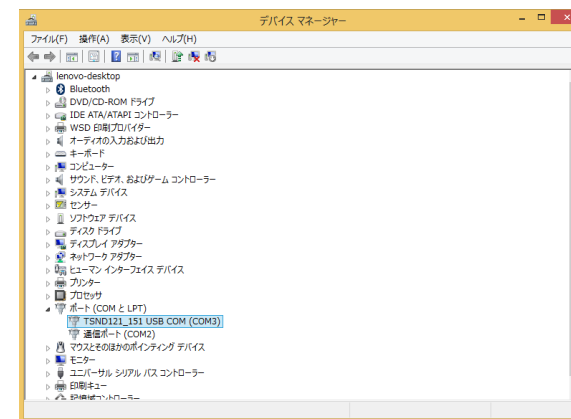 デバイス マネージャー
ファイル(F) 操作(A) 表示(V) ヘルプ(H)
lenovo-desktop
Bluetooth
DVD/CD-ROM ドライブ
IDE ATA/ATAPI コントローラー
WSD 印刷プロバイダー
オーディオの入力および出力
キーボード
コンピューター
サウンド、ビデオ、およびゲーム コントローラー
システム デバイス
センサー
ソフトウェア デバイス
ディスク ドライブ
ディスプレイ アダプター
ネットワーク アダプター
ヒューマン インターフェイス デバイス
プリンター
プロセッサ
ポート (COM と LPT)
TSND121_151 USB COM (COM3)
通信ポート (COM2)
マウスとそのほかのポインティング デバイス
モニター
ユニバーサル シリアル バス コントローラー
印刷キュー
記憶域コントローラー